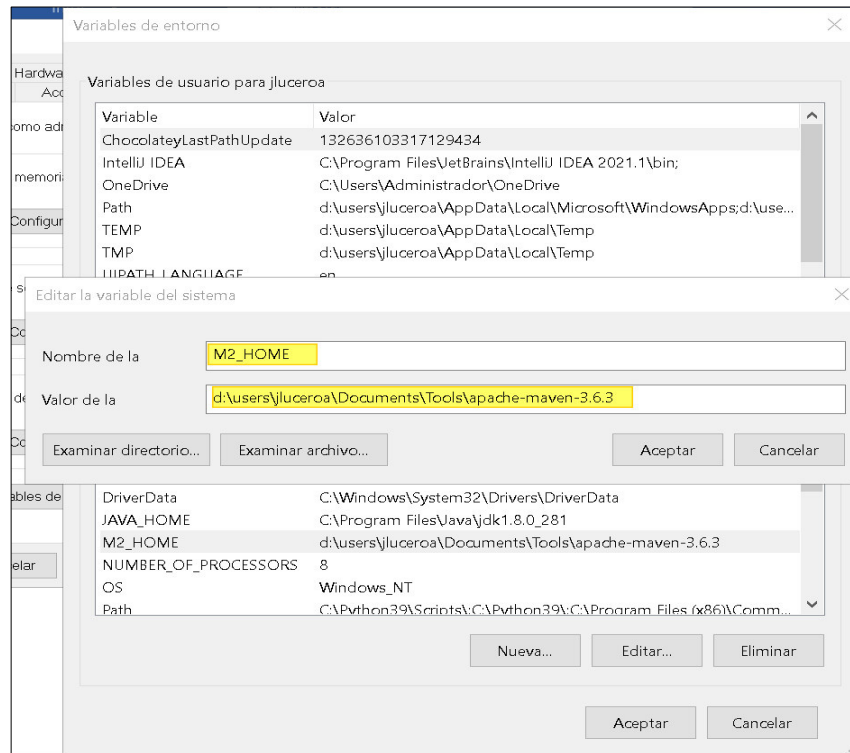 Variables de entorno
Hardwa
Variables de usuario para jluceroa
Acc
Variable Valor
como adr
ChocolateyLastPathUpdate 132636103317129434
IntelliJ IDEA C:\Program Files\JetBrains\IntelliJ IDEA 2021.1\bin;
memori
OneDrive C:\Users\Administrador\OneDrive
Path d:\users\jluceroa\AppData\Local\Microsoft\WindowsApps;d:\use...
Configur
TEMP d:\users\jluceroa\AppData\Local\Temp
TMP d:\users\jluceroa\AppData\Local\Temp
UIPATH_LANGUAGE en
Editar la variable del sistema
Nombre de la M2_HOME
Valor de la d:\users\jluceroa\Documents\Tools\apache-maven-3.6.3
de
Examinar directorio... Examinar archivo... Aceptar Cancelar
DriverData C:\Windows\System32\Drivers\DriverData
ables de
JAVA_HOME C:\Program Files\Java\jdk1.8.0_281
M2_HOME d:\users\jluceroa\Documents\Tools\apache-maven-3.6.3
elar
NUMBER_OF_PROCESSORS 8
OS Windows_NT
Path C:\Python39\Scripts\;C:\Python39\;C:\Program Files (x86)\Comm...
Nueva... Editar... Eliminar
Aceptar Cancelar